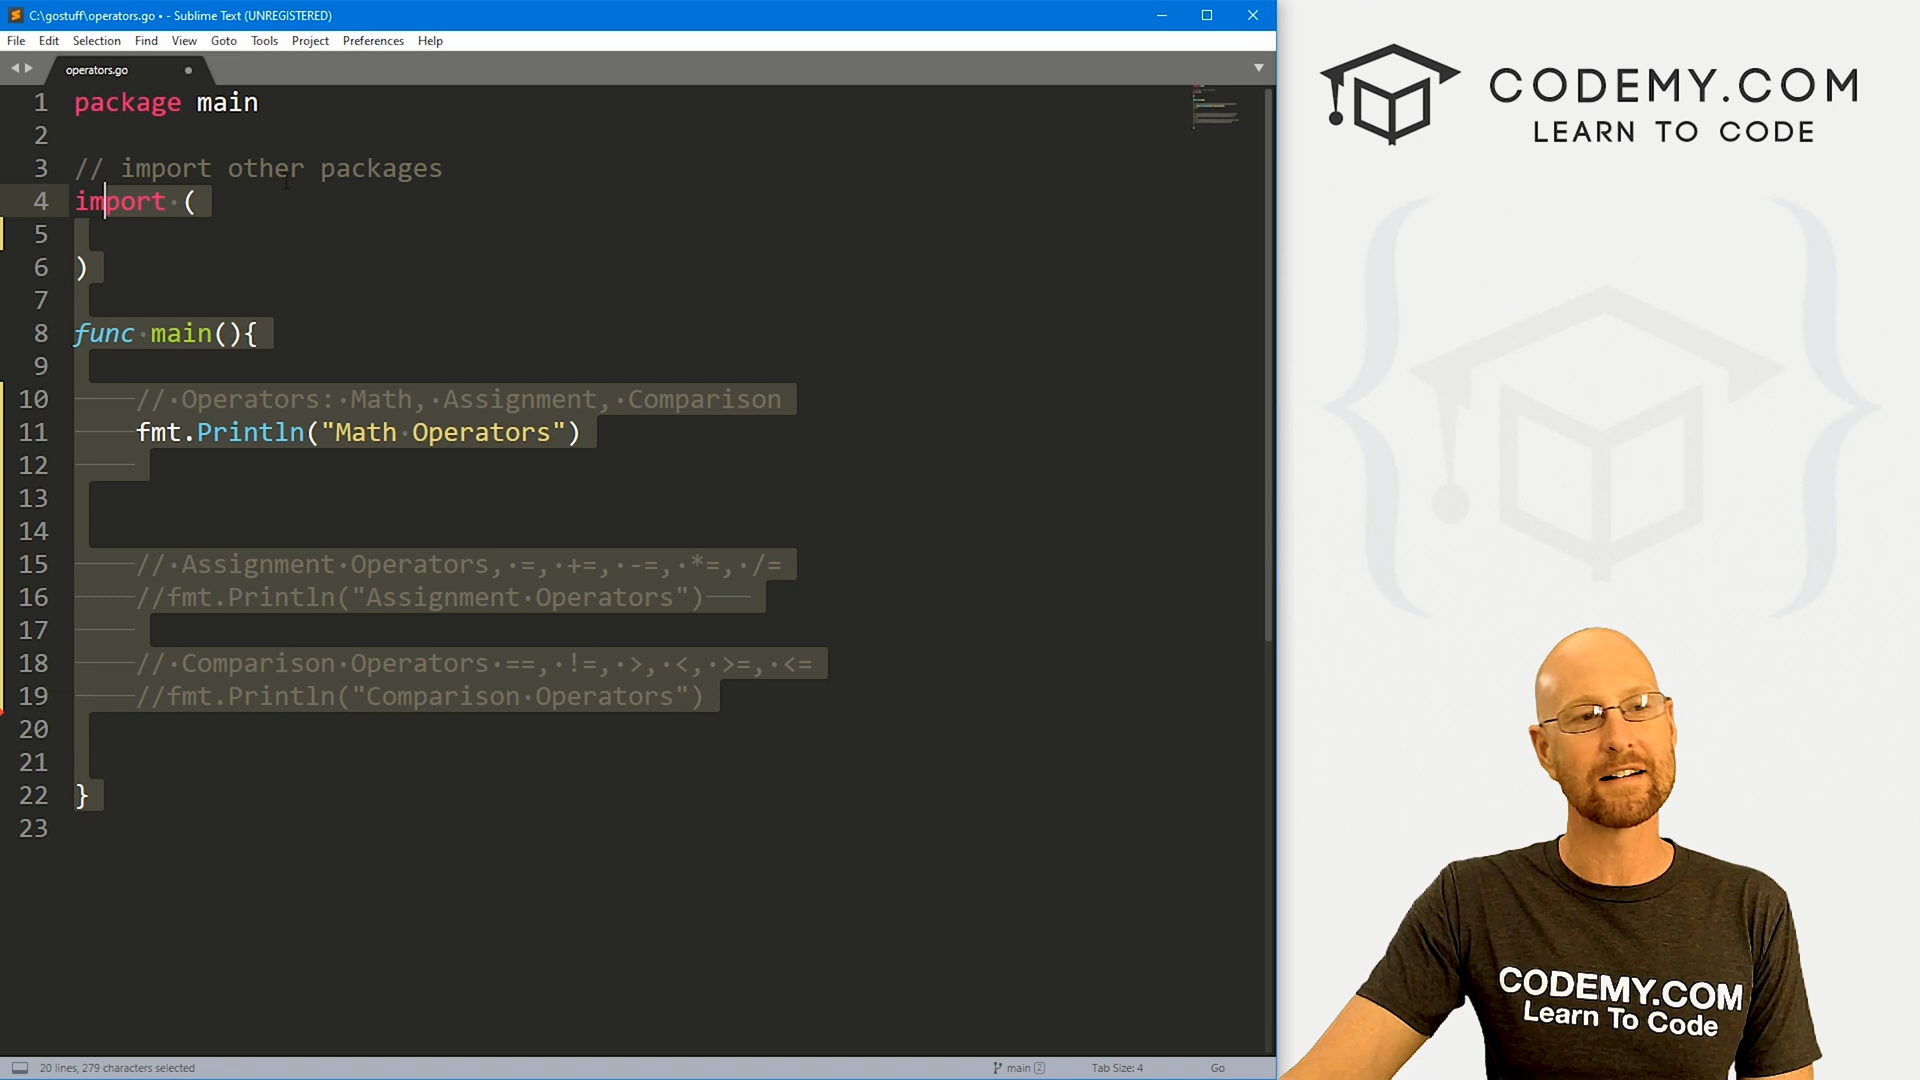 C:\gostuff\operators.go • - Sublime Text (UNREGISTERED)
File Edit Selection Find View Goto Tools Project Preferences Help
operators.go
1 package main
2
3 // import other packages
4 import (
5
6 )
7
8 func main(){
9
10 // Operators: Math, Assignment, Comparison
11 fmt.Println("Math Operators")
12
13
14
15 // Assignment Operators, =, +=, -=, *=, /=
16 //fmt.Println("Assignment Operators")
17
18 // Comparison Operators ==, !=, >, <, >=, <=
19 //fmt.Println("Comparison Operators")
20
21
22 }
23
20 lines, 279 characters selected
main 2
Tab Size: 4
Go
CODEMY.COM
LEARN TO CODE
CODEMY.COM
Learn To Code